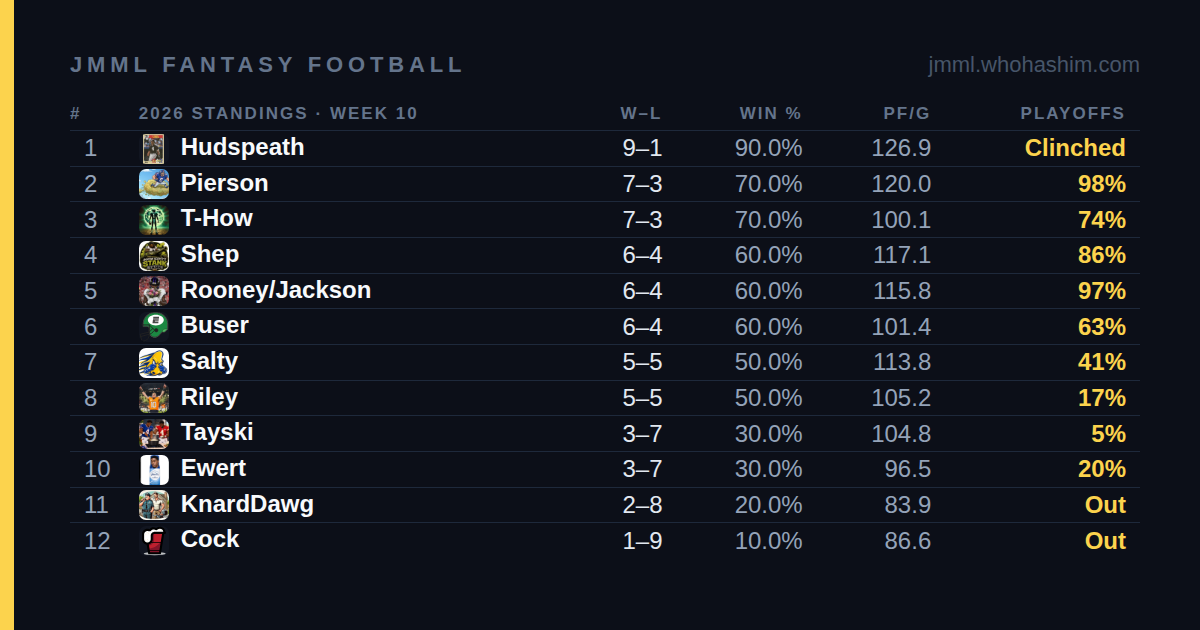 JMML FANTASY FOOTBALL jmml.whohashim.com
# 2026 STANDINGS · WEEK 10 W–L WIN % PF/G PLAYOFFS
1 Hudspeath 9–1 90.0% 126.9 Clinched
2 Pierson 7–3 70.0% 120.0 98%
3 T-How 7–3 70.0% 100.1 74%
4 Shep 6–4 60.0% 117.1 86%
5 Rooney/Jackson 6–4 60.0% 115.8 97%
6 Buser 6–4 60.0% 101.4 63%
7 Salty 5–5 50.0% 113.8 41%
8 Riley 5–5 50.0% 105.2 17%
9 Tayski 3–7 30.0% 104.8 5%
10 Ewert 3–7 30.0% 96.5 20%
11 KnardDawg 2–8 20.0% 83.9 Out
12 Cock 1–9 10.0% 86.6 Out